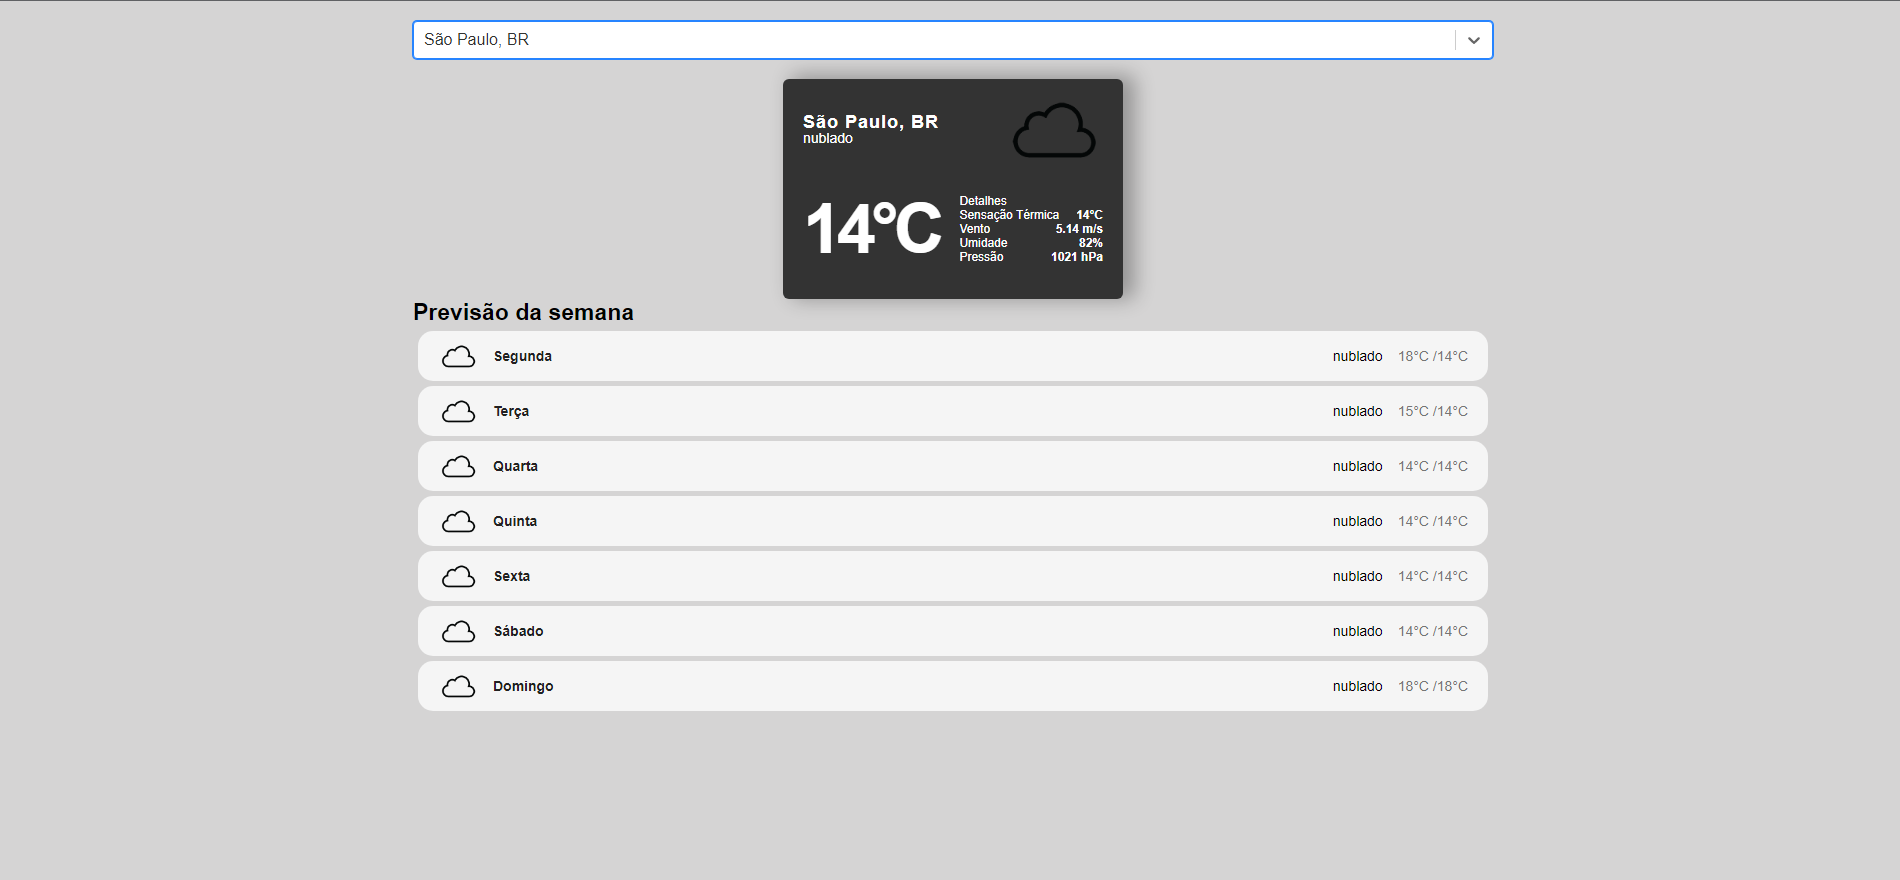 São Paulo, BR
São Paulo, BR
nublado
14°C
Detalhes
Sensação Térmica 14°C
Vento 5.14 m/s
Umidade 82%
Pressão 1021 hPa
Previsão da semana
Segunda nublado 18°C /14°C
Terça nublado 15°C /14°C
Quarta nublado 14°C /14°C
Quinta nublado 14°C /14°C
Sexta nublado 14°C /14°C
Sábado nublado 14°C /14°C
Domingo nublado 18°C /18°C